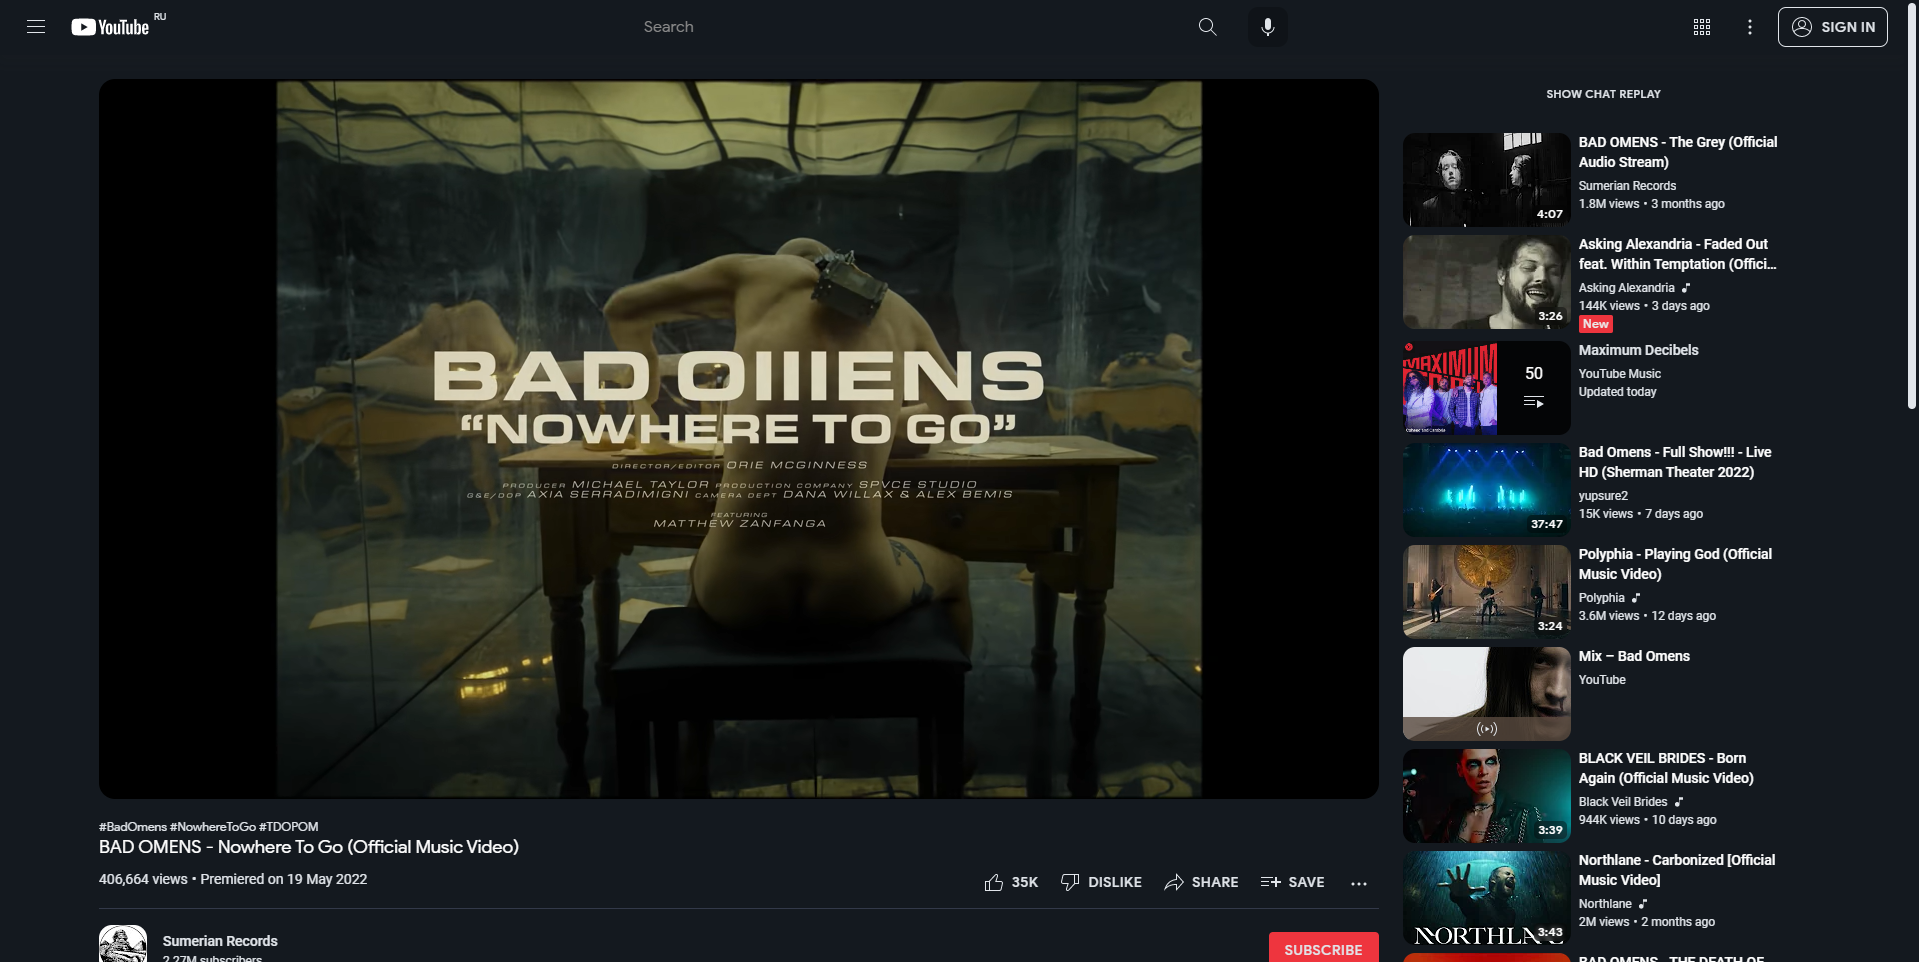 YouTube RU
Search
SIGN IN
BAD OIIIENS
“NOWHERE TO GO”
DIRECTOR/EDITOR ORIE MCGINNESS
PRODUCER MICHAEL TAYLOR PRODUCTION COMPANY SPVCE STUDIO
G&E/DOP AXIA SERRADIMIGNI CAMERA DEPT DANA WILLAX & ALEX BEMIS
FEATURING
MATTHEW ZANFANGA
#BadOmens #NowhereToGo #TDOPOM
BAD OMENS - Nowhere To Go (Official Music Video)
406,664 views • Premiered on 19 May 2022
35K DISLIKE SHARE SAVE ...
Sumerian Records
2.27M subscribers
SUBSCRIBE
SHOW CHAT REPLAY
4:07
BAD OMENS - The Grey (Official
Audio Stream)
Sumerian Records
1.8M views • 3 months ago
3:26
Asking Alexandria - Faded Out
feat. Within Temptation (Offici...
Asking Alexandria
144K views • 3 days ago
New
MAXIMUM
50
Maximum Decibels
YouTube Music
Updated today
37:47
Bad Omens - Full Show!!! - Live
HD (Sherman Theater 2022)
yupsure2
15K views • 7 days ago
3:24
Polyphia - Playing God (Official
Music Video)
Polyphia
3.6M views • 12 days ago
Mix – Bad Omens
YouTube
3:39
BLACK VEIL BRIDES - Born
Again (Official Music Video)
Black Veil Brides
944K views • 10 days ago
NORTHLANE
3:43
Northlane - Carbonized [Official
Music Video]
Northlane
2M views • 2 months ago
BAD OMENS - THE DEATH OF